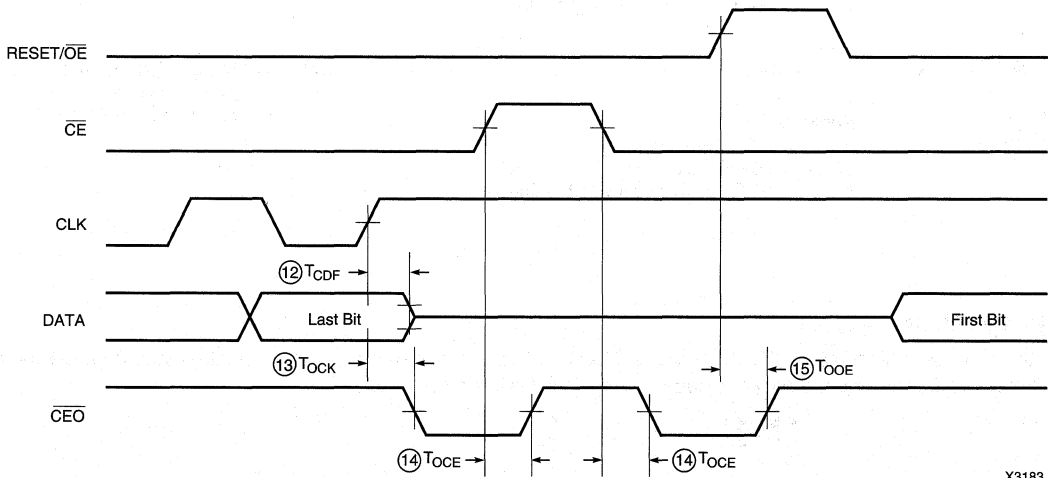 RESET/OE
CE
CLK
12 TCDF
DATA
Last Bit
First Bit
13 TOCK
15 TOOE
CEO
14 TOCE
14 TOCE
X3183